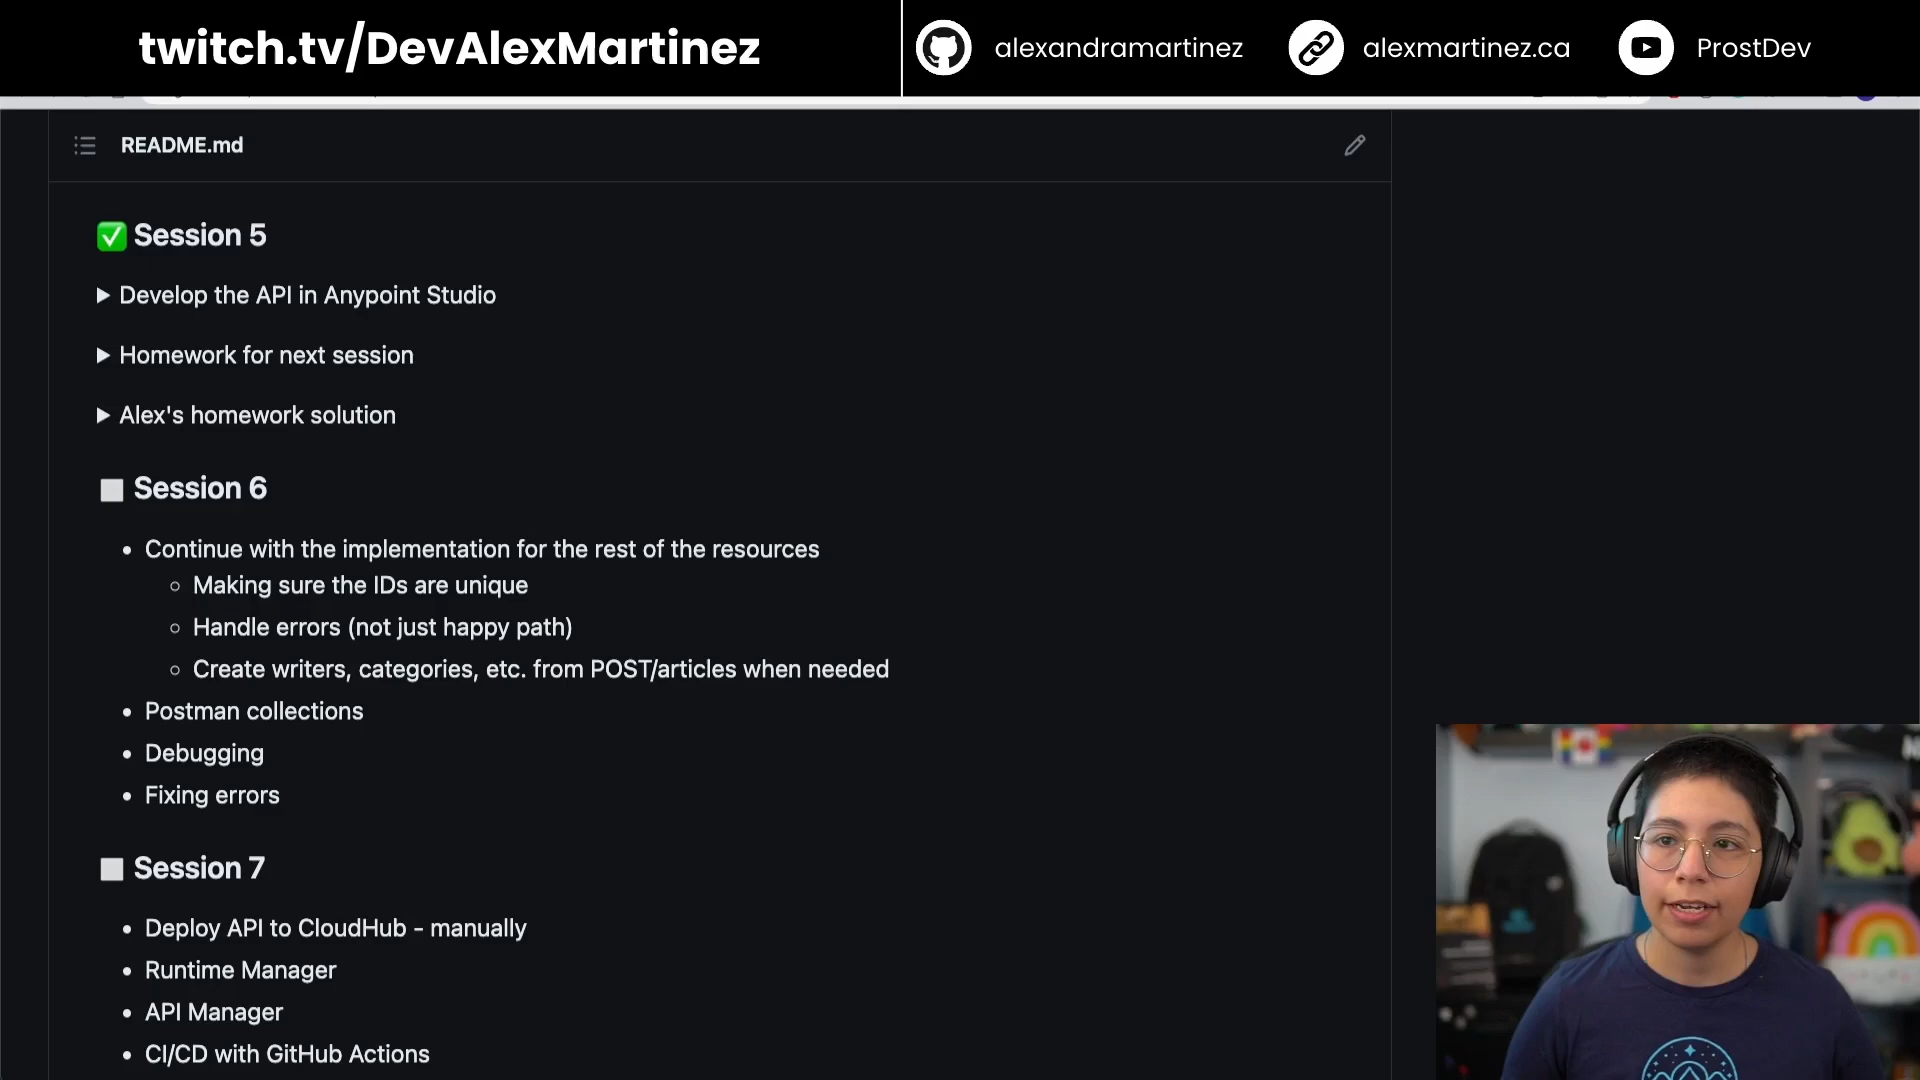 twitch.tv/DevAlexMartinez
alexandramartinez
alexmartinez.ca
ProstDev
README.md
✅ Session 5
Develop the API in Anypoint Studio
Homework for next session
Alex's homework solution
Session 6
Continue with the implementation for the rest of the resources
Making sure the IDs are unique
Handle errors (not just happy path)
Create writers, categories, etc. from POST/articles when needed
Postman collections
Debugging
Fixing errors
Session 7
Deploy API to CloudHub - manually
Runtime Manager
API Manager
CI/CD with GitHub Actions